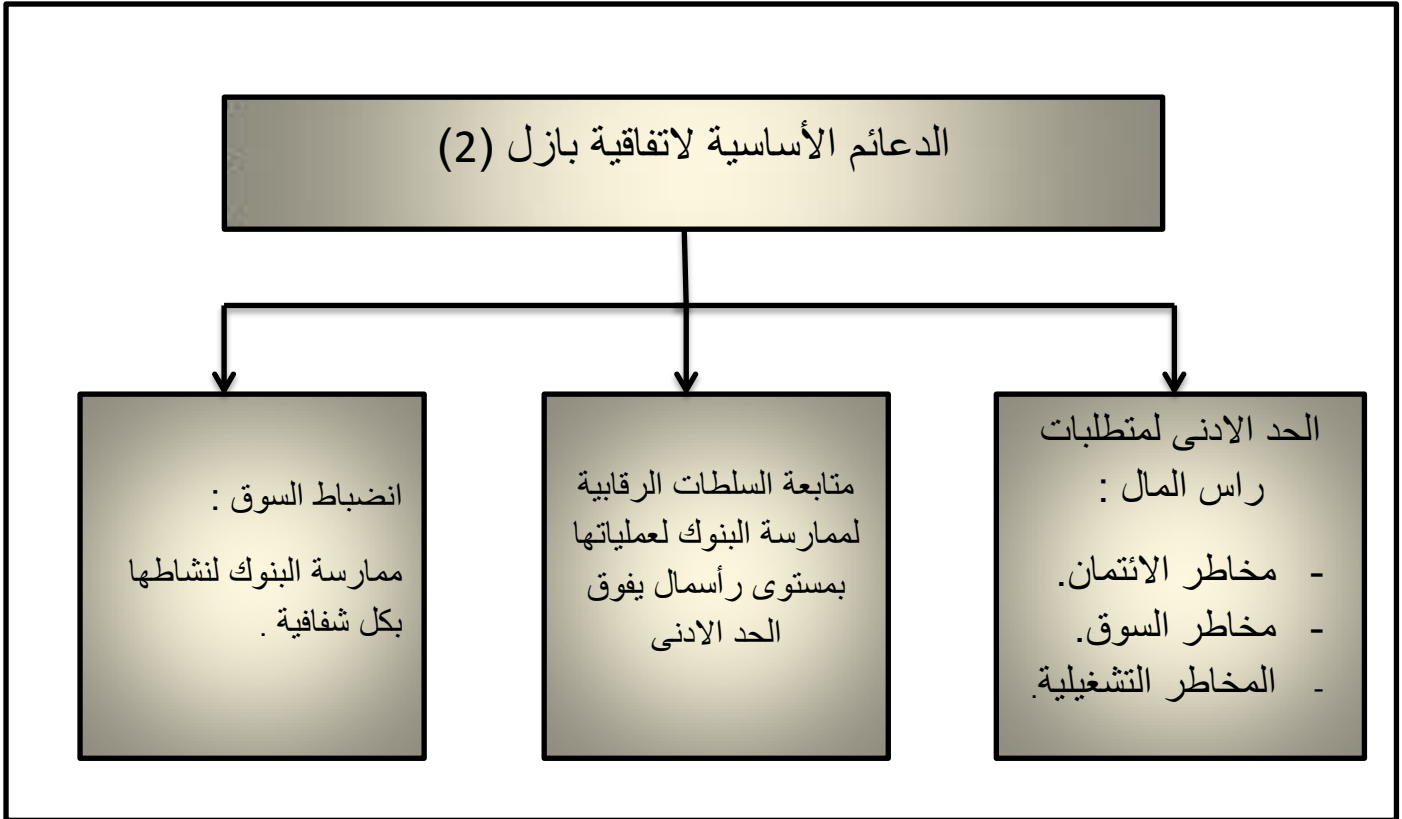 الدعائم الأساسية لاتفاقية بازل (2)
الحد الادنى لمتطلبات
راس المال :
- مخاطر الائتمان.
- مخاطر السوق.
- المخاطر التشغيلية.
متابعة السلطات الرقابية
لممارسة البنوك لعملياتها
بمستوى رأسمال يفوق
الحد الادنى
انضباط السوق :
ممارسة البنوك لنشاطها
بكل شفافية .